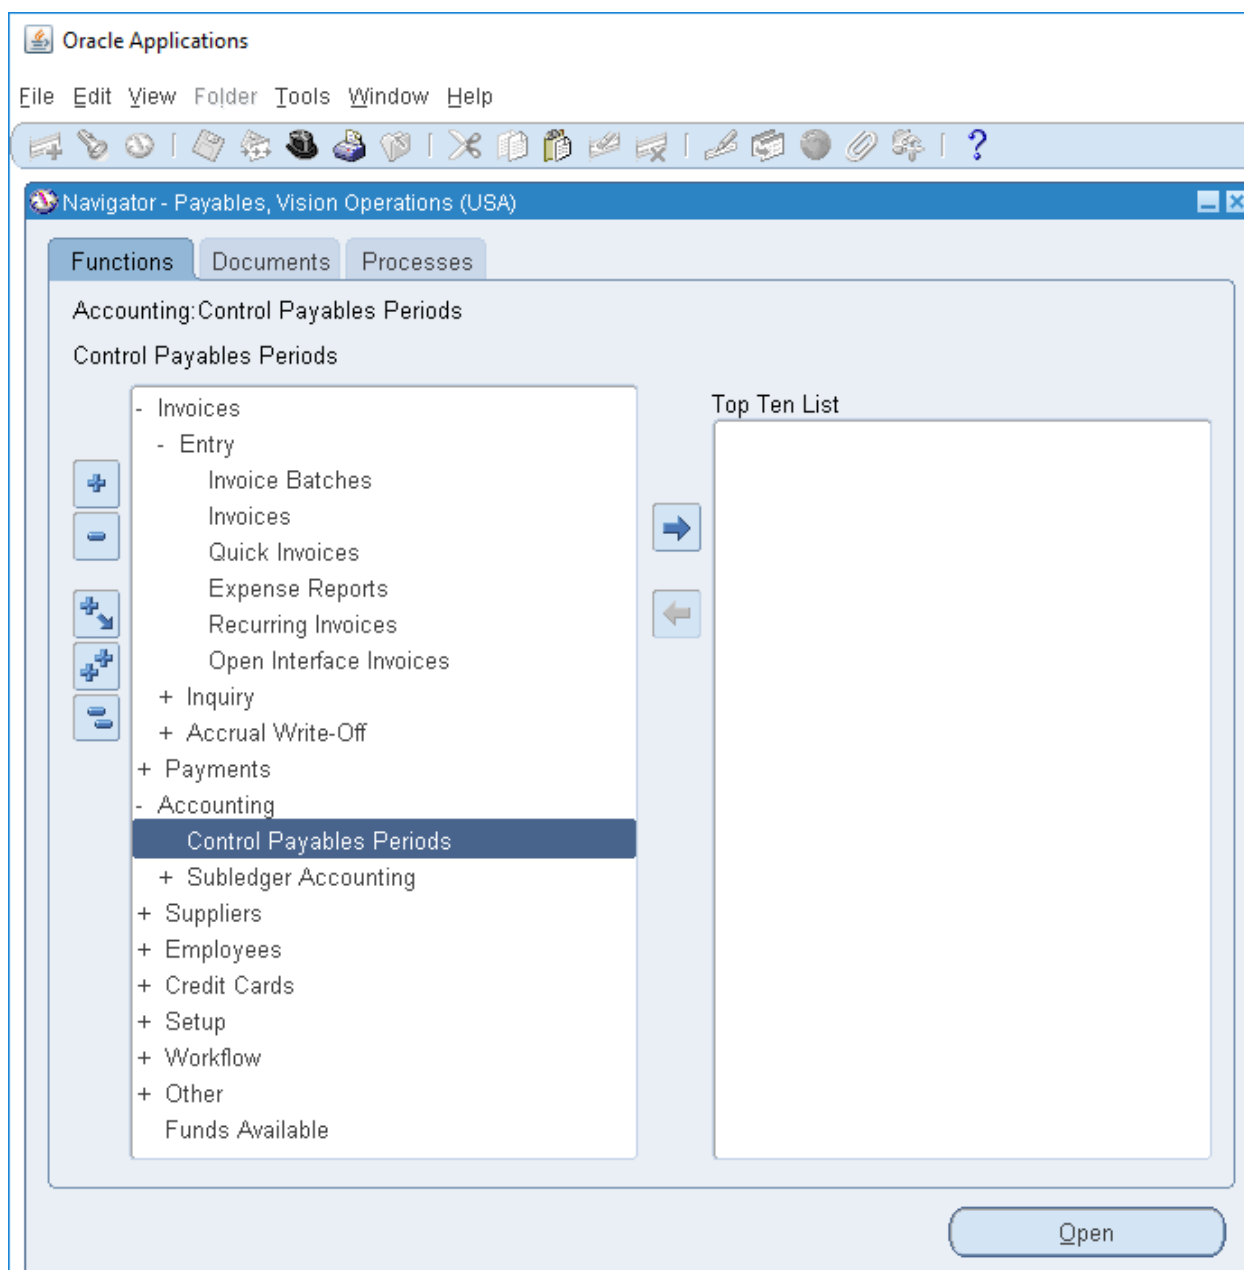 Oracle Applications
File Edit View Folder Tools Window Help
?
Navigator - Payables, Vision Operations (USA)
Functions Documents Processes
Accounting:Control Payables Periods
Control Payables Periods
Top Ten List
- Invoices
- Entry
Invoice Batches
Invoices
Quick Invoices
Expense Reports
Recurring Invoices
Open Interface Invoices
+ Inquiry
+ Accrual Write-Off
+ Payments
- Accounting
Control Payables Periods
+ Subledger Accounting
+ Suppliers
+ Employees
+ Credit Cards
+ Setup
+ Workflow
+ Other
Funds Available
Open